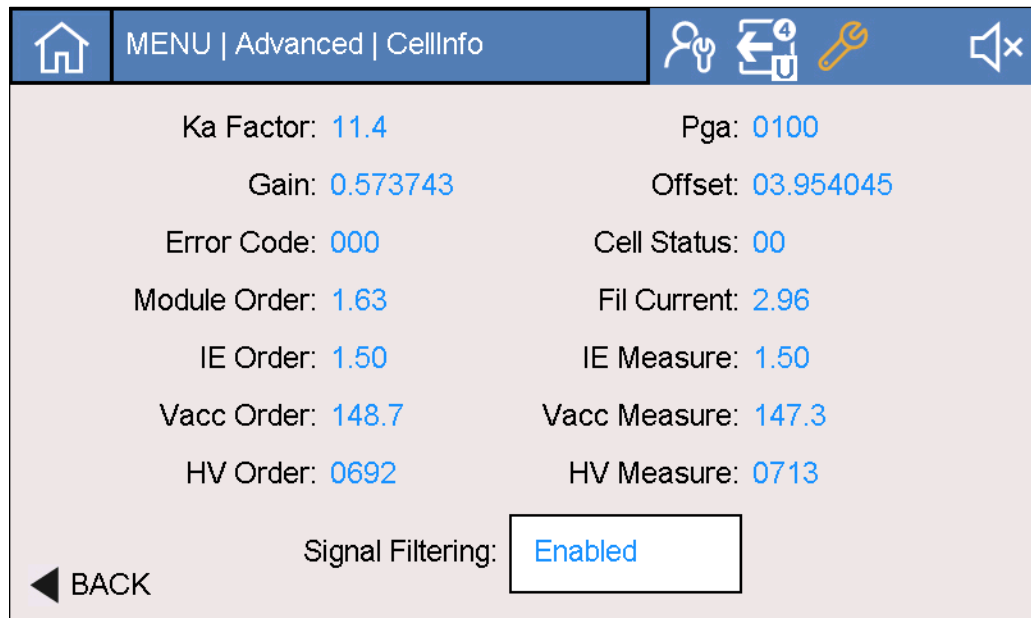 MENU | Advanced | CellInfo
4
U
Ka Factor: 11.4 Pga: 0100
Gain: 0.573743 Offset: 03.954045
Error Code: 000 Cell Status: 00
Module Order: 1.63 Fil Current: 2.96
IE Order: 1.50 IE Measure: 1.50
Vacc Order: 148.7 Vacc Measure: 147.3
HV Order: 0692 HV Measure: 0713
Signal Filtering: Enabled
BACK